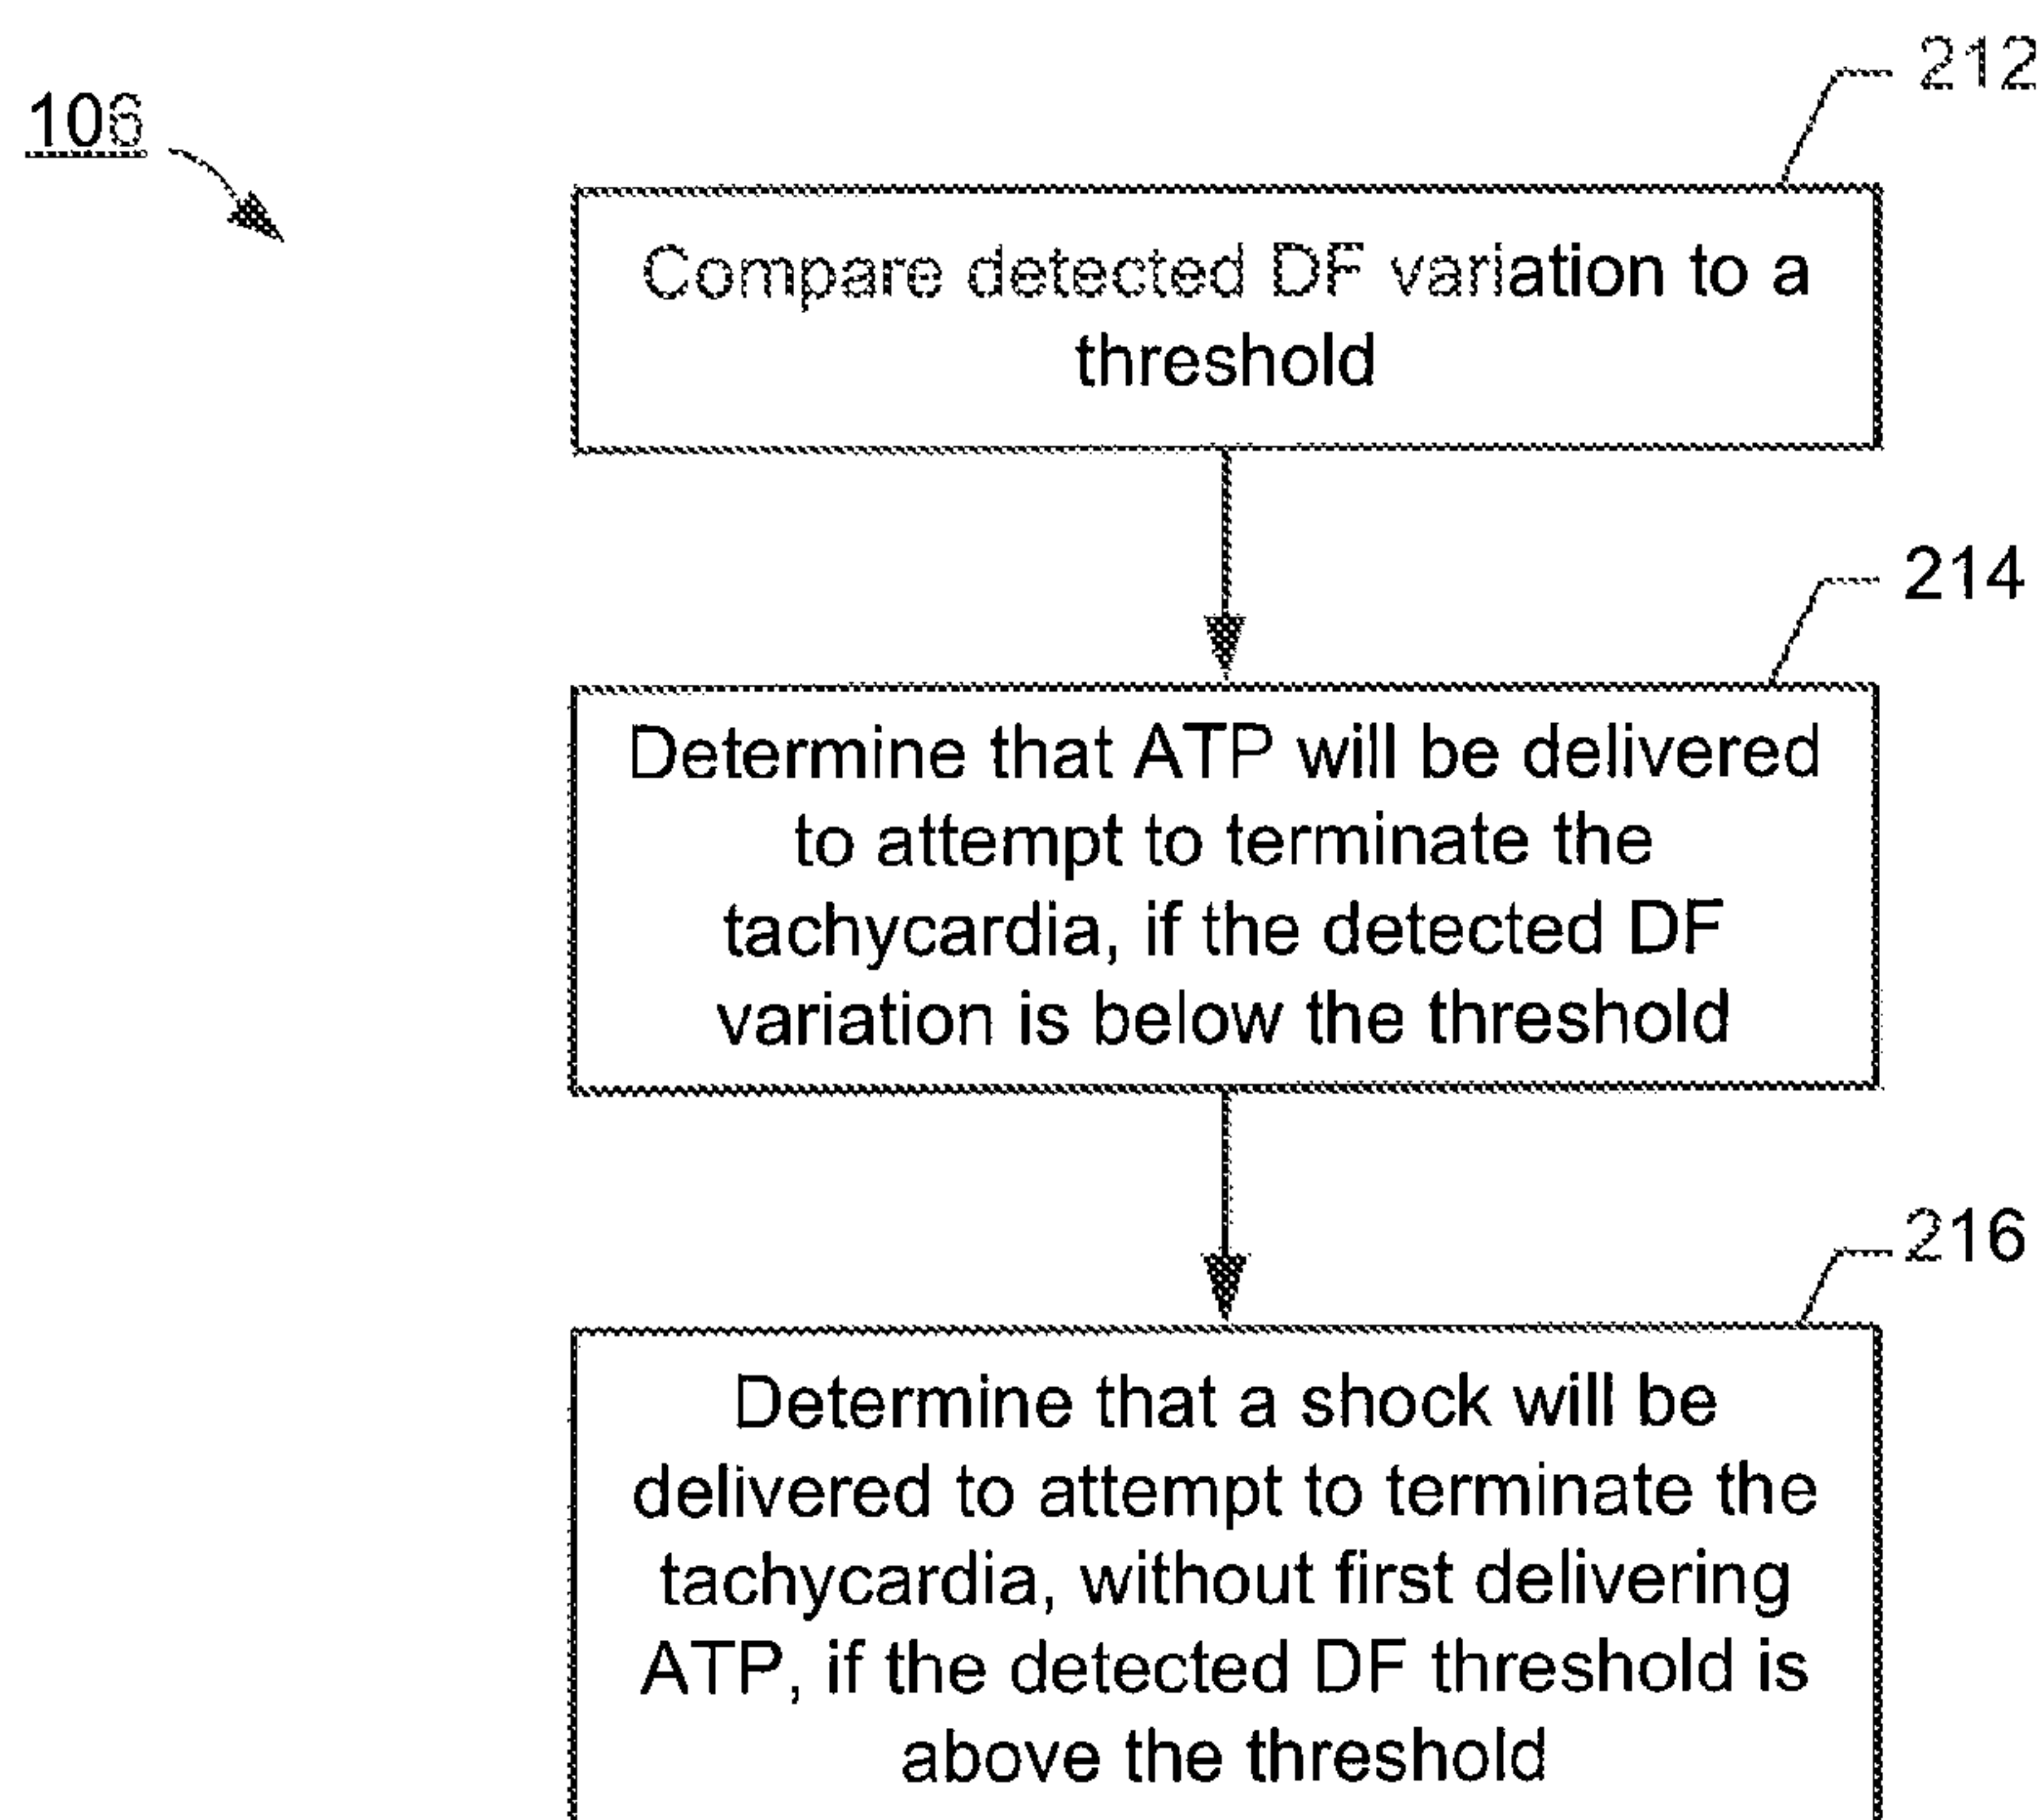 106
212
Compare detected DF variation to a
threshold
214
Determine that ATP will be delivered
to attempt to terminate the
tachycardia, if the detected DF
variation is below the threshold
216
Determine that a shock will be
delivered to attempt to terminate the
tachycardia, without first delivering
ATP, if the detected DF threshold is
above the threshold